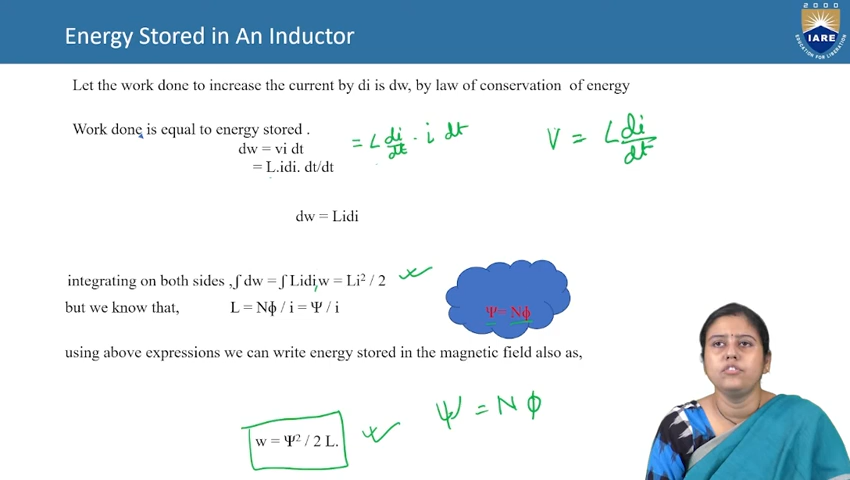 2000
IARE
EDUCATION FOR LIBERATION
Energy Stored in An Inductor
Let the work done to increase the current by di is dw, by law of conservation of energy
Work done is equal to energy stored .
dw = vi dt
= L di/dt · i dt
V = L di/dt
= L.idi. dt/dt
dw = Lidi
integrating on both sides ,∫ dw = ∫ Lidi,w = Li² / 2
but we know that, L = Nϕ / i = Ψ / i
Ψ= Nϕ
using above expressions we can write energy stored in the magnetic field also as,
Ψ = N ϕ
w = Ψ² / 2 L.